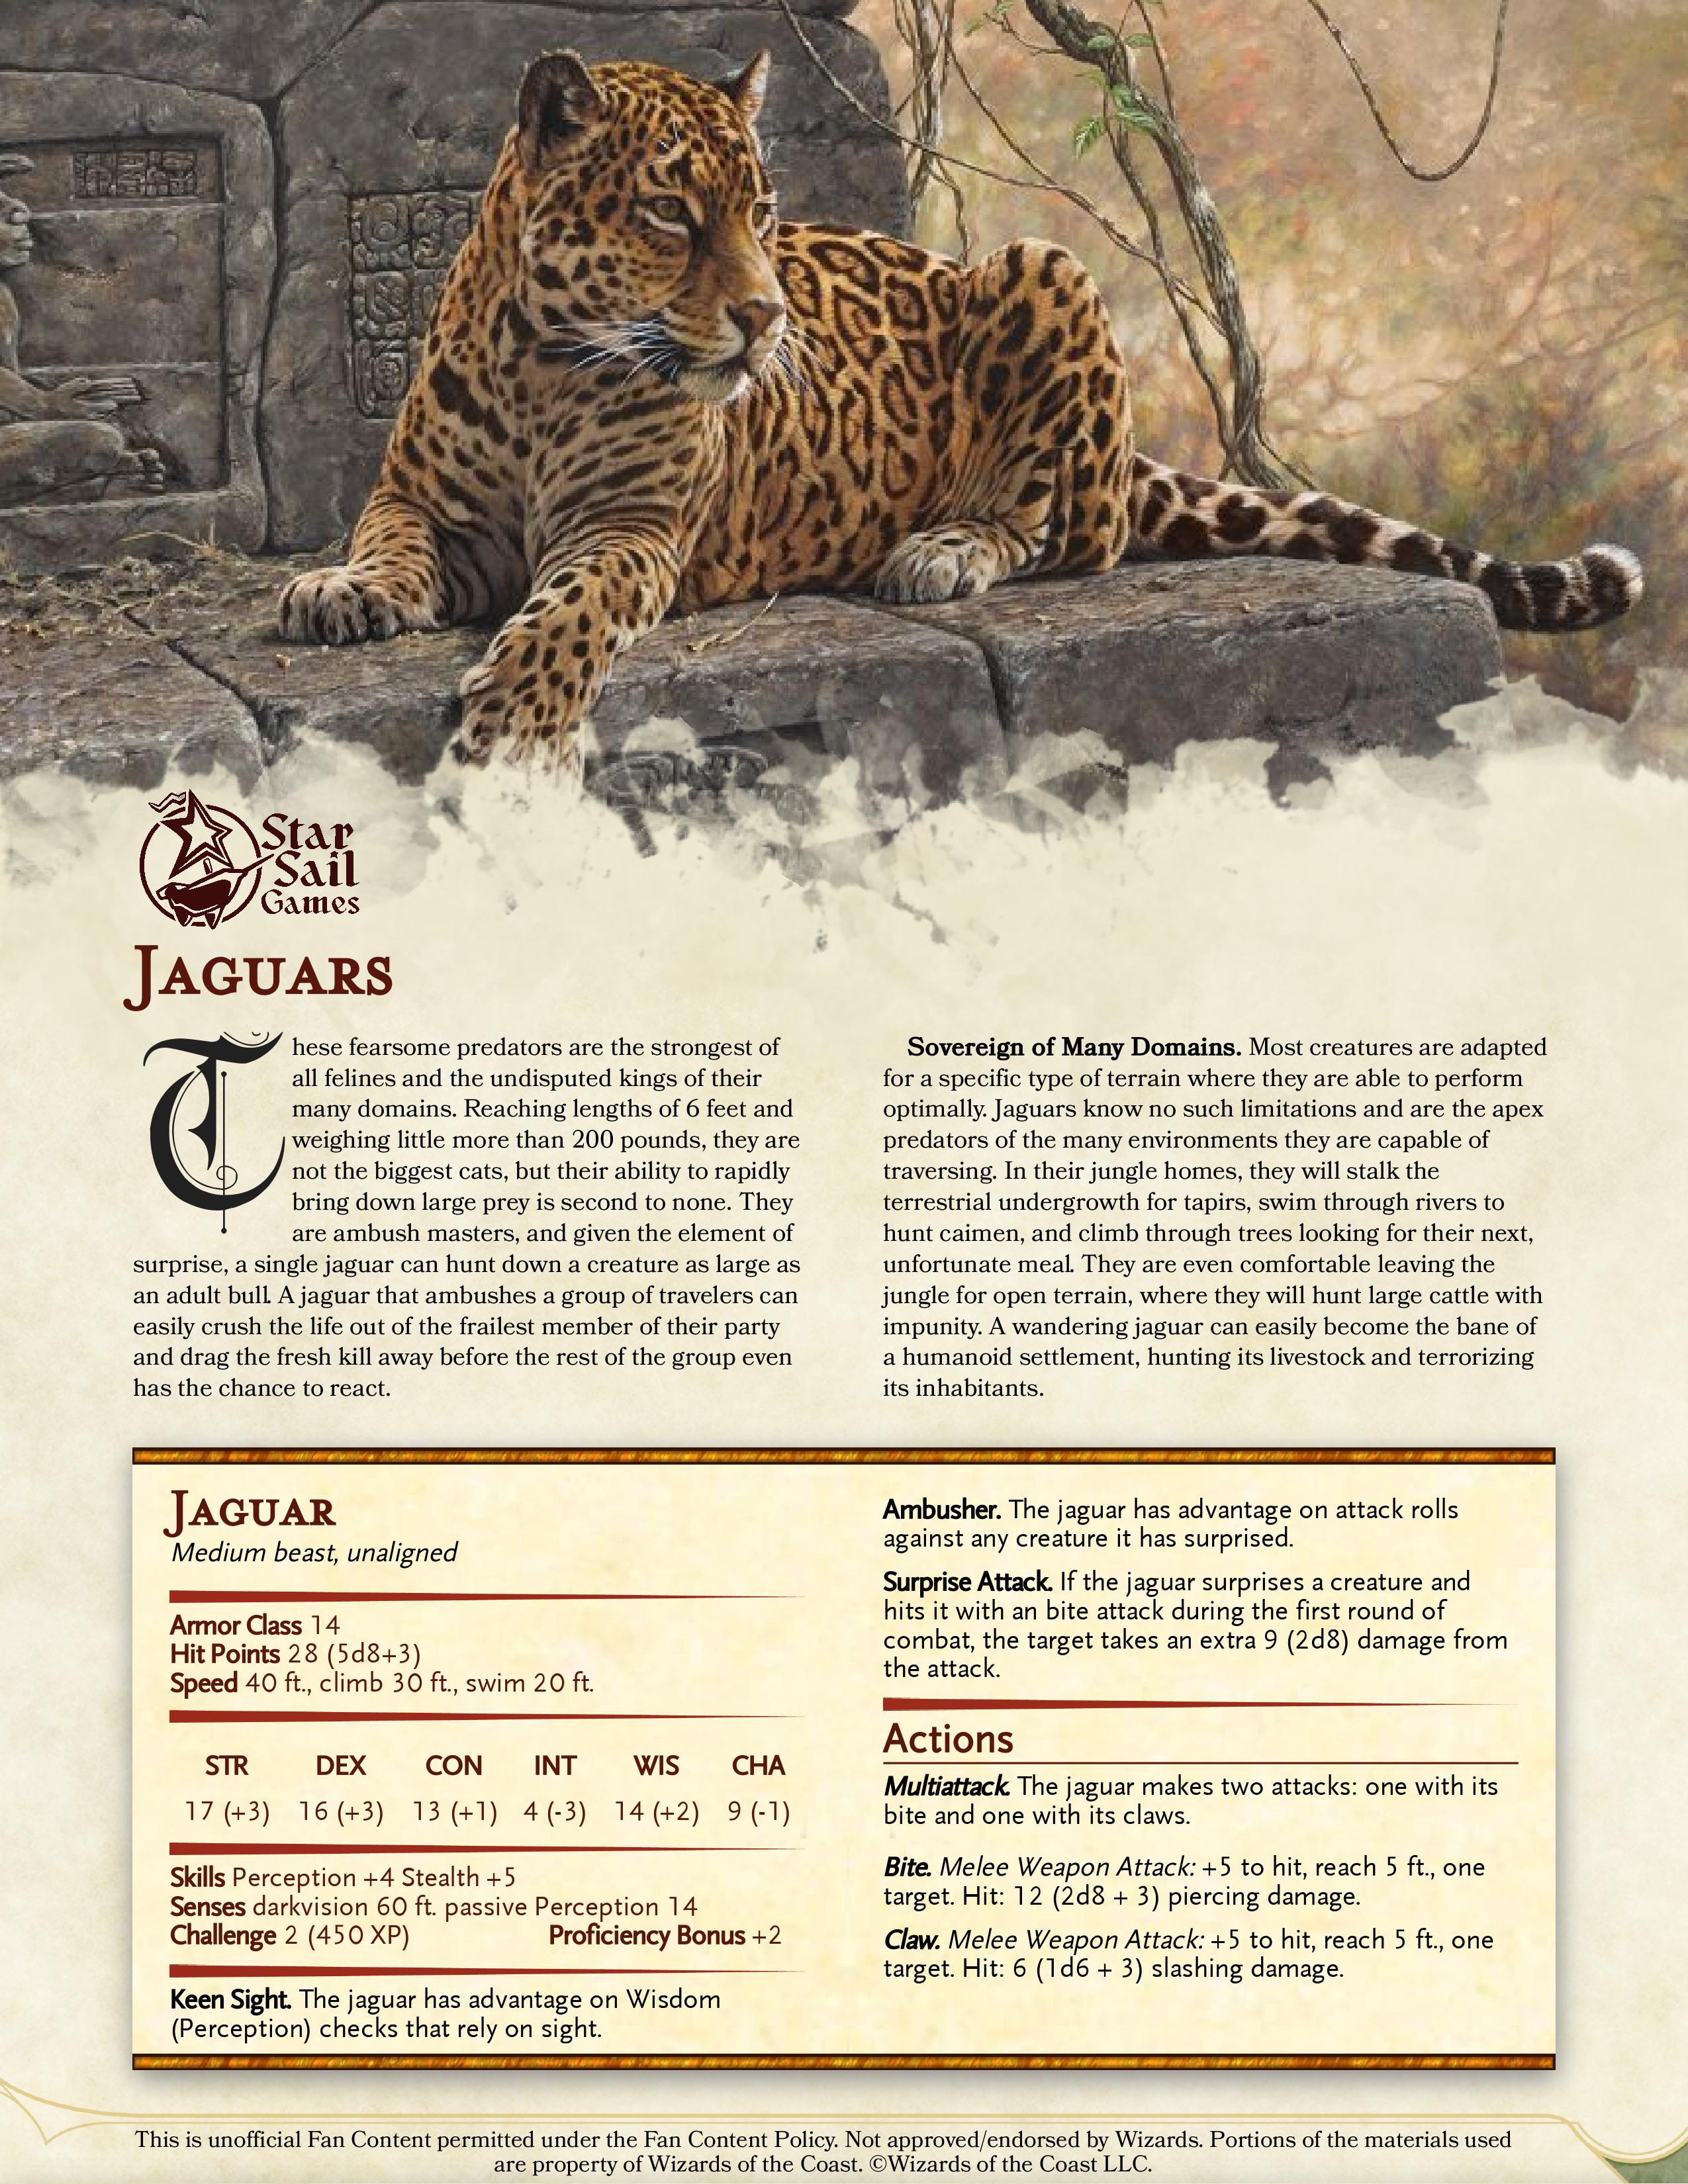 Star
Sail
Games
Jaguars
These fearsome predators are the strongest of
all felines and the undisputed kings of their
many domains. Reaching lengths of 6 feet and
weighing little more than 200 pounds, they are
not the biggest cats, but their ability to rapidly
bring down large prey is second to none. They
are ambush masters, and given the element of
surprise, a single jaguar can hunt down a creature as large as
an adult bull. A jaguar that ambushes a group of travelers can
easily crush the life out of the frailest member of their party
and drag the fresh kill away before the rest of the group even
has the chance to react.
Sovereign of Many Domains. Most creatures are adapted
for a specific type of terrain where they are able to perform
optimally. Jaguars know no such limitations and are the apex
predators of the many environments they are capable of
traversing. In their jungle homes, they will stalk the
terrestrial undergrowth for tapirs, swim through rivers to
hunt caimen, and climb through trees looking for their next,
unfortunate meal. They are even comfortable leaving the
jungle for open terrain, where they will hunt large cattle with
impunity. A wandering jaguar can easily become the bane of
a humanoid settlement, hunting its livestock and terrorizing
its inhabitants.
Jaguar
Medium beast, unaligned
Armor Class 14
Hit Points 28 (5d8+3)
Speed 40 ft., climb 30 ft., swim 20 ft.
STR DEX CON INT WIS CHA
17 (+3) 16 (+3) 13 (+1) 4 (-3) 14 (+2) 9 (-1)
Skills Perception +4 Stealth +5
Senses darkvision 60 ft. passive Perception 14
Challenge 2 (450 XP) Proficiency Bonus +2
Keen Sight. The jaguar has advantage on Wisdom
(Perception) checks that rely on sight.
Ambusher. The jaguar has advantage on attack rolls
against any creature it has surprised.
Surprise Attack. If the jaguar surprises a creature and
hits it with an bite attack during the first round of
combat, the target takes an extra 9 (2d8) damage from
the attack.
Actions
Multiattack. The jaguar makes two attacks: one with its
bite and one with its claws.
Bite. Melee Weapon Attack: +5 to hit, reach 5 ft., one
target. Hit: 12 (2d8 + 3) piercing damage.
Claw. Melee Weapon Attack: +5 to hit, reach 5 ft., one
target. Hit: 6 (1d6 + 3) slashing damage.
This is unofficial Fan Content permitted under the Fan Content Policy. Not approved/endorsed by Wizards. Portions of the materials used
are property of Wizards of the Coast. ©Wizards of the Coast LLC.